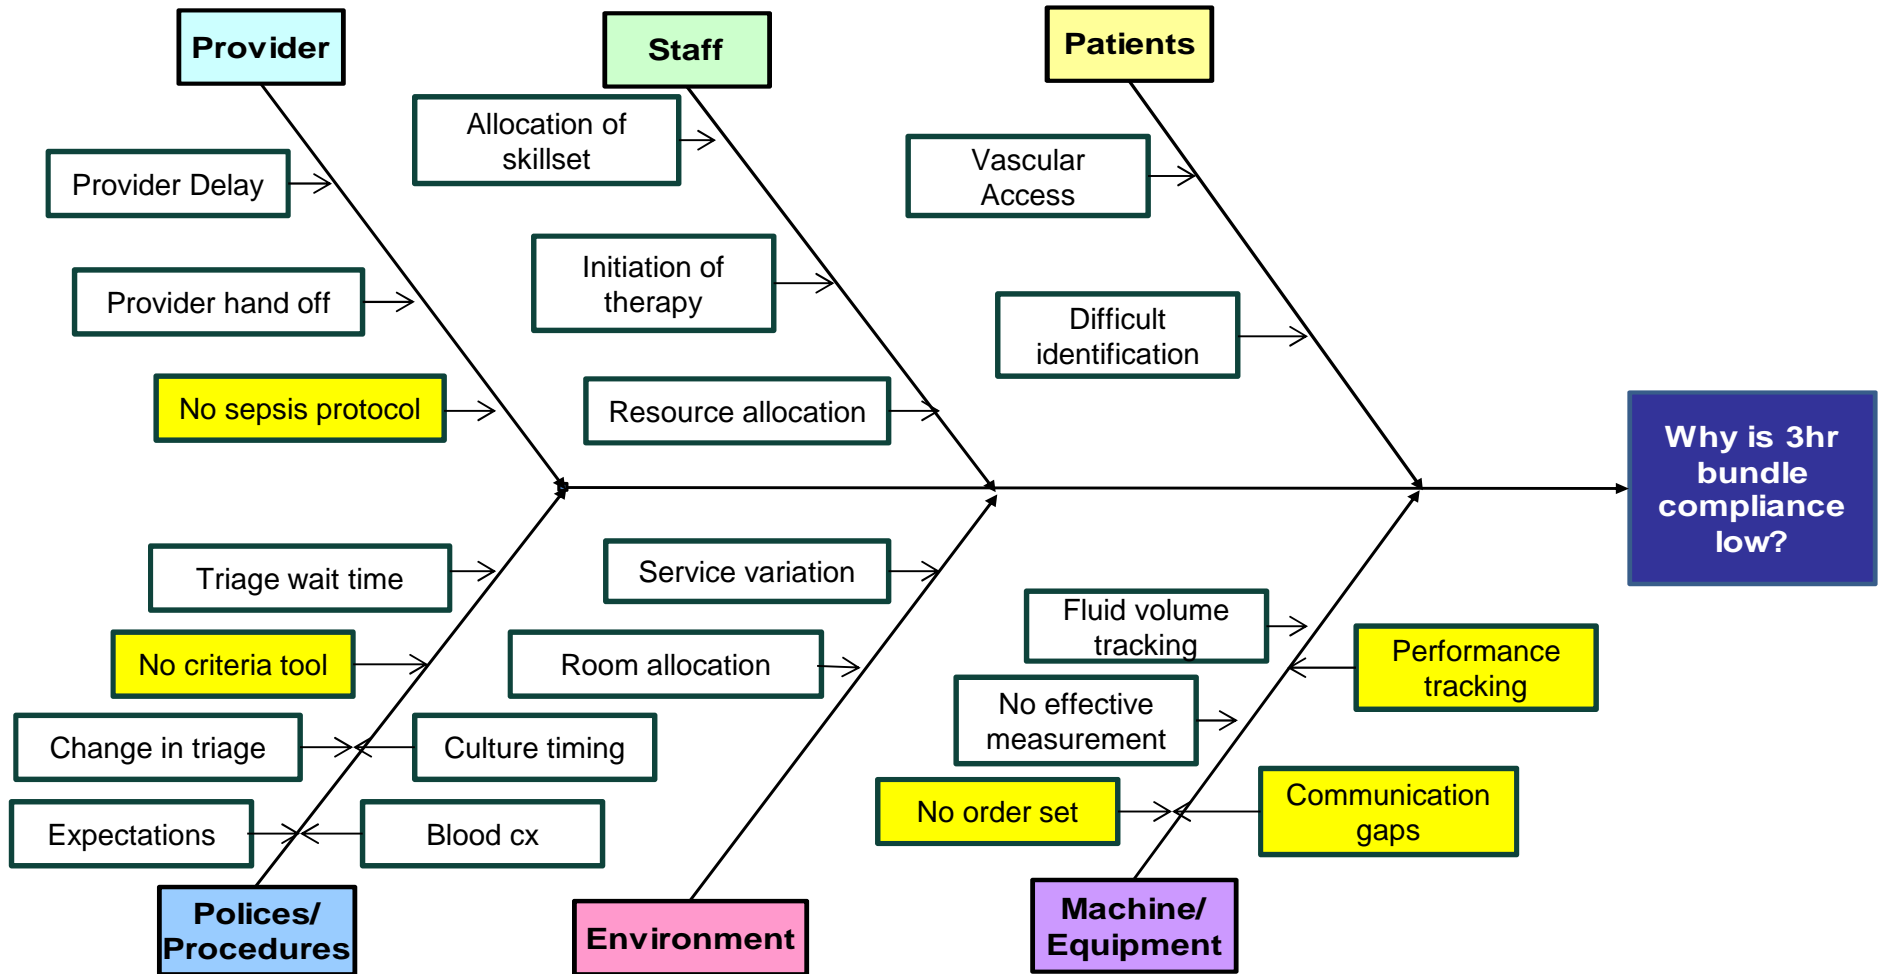 Provider
Staff
Patients
Allocation of
skillset
Vascular
Access
Provider Delay
Initiation of
therapy
Provider hand off
Difficult
identification
No sepsis protocol
Resource allocation
Why is 3hr
bundle
compliance
low?
Triage wait time
Service variation
Fluid volume
tracking
No criteria tool
Room allocation
Performance
tracking
No effective
measurement
Change in triage
Culture timing
No order set
Communication
gaps
Expectations
Blood cx
Polices/
Procedures
Environment
Machine/
Equipment